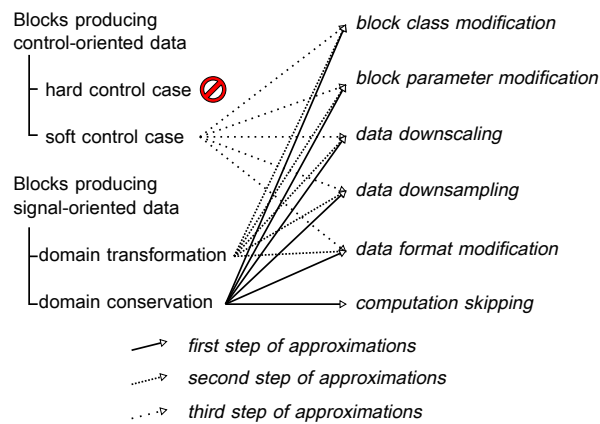 Blocks producing
control-oriented data
hard control case
soft control case
Blocks producing
signal-oriented data
domain transformation
domain conservation
block class modification
block parameter modification
data downscaling
data downsampling
data format modification
computation skipping
first step of approximations
second step of approximations
third step of approximations